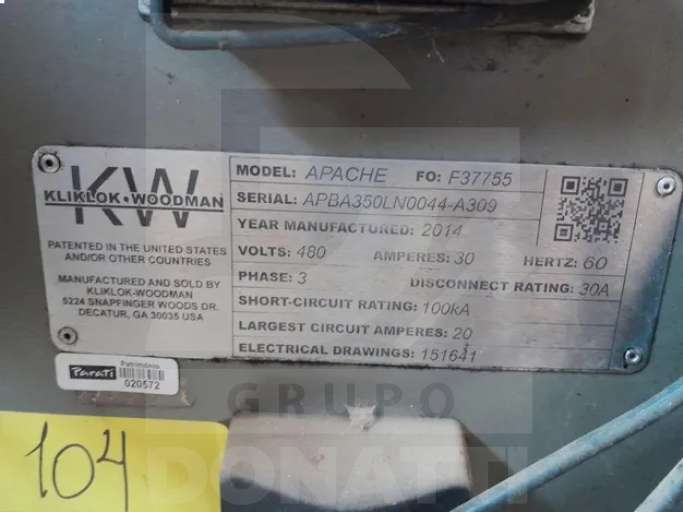 KW
KLIKLOK·WOODMAN
PATENTED IN THE UNITED STATES
AND/OR OTHER COUNTRIES
MANUFACTURED AND SOLD BY
KLIKLOK-WOODMAN
5224 SNAPFINGER WOODS DR.
DECATUR, GA 30035 USA
MODEL: APACHE FO: F37755
SERIAL: APBA350LN0044-A309
YEAR MANUFACTURED: 2014
VOLTS: 480 AMPERES: 30 HERTZ: 60
PHASE: 3 DISCONNECT RATING: 30A
SHORT-CIRCUIT RATING: 100kA
LARGEST CIRCUIT AMPERES: 20
ELECTRICAL DRAWINGS: 151641
Patrimônio
Parati
020572
104
GRUPO
DONATTI